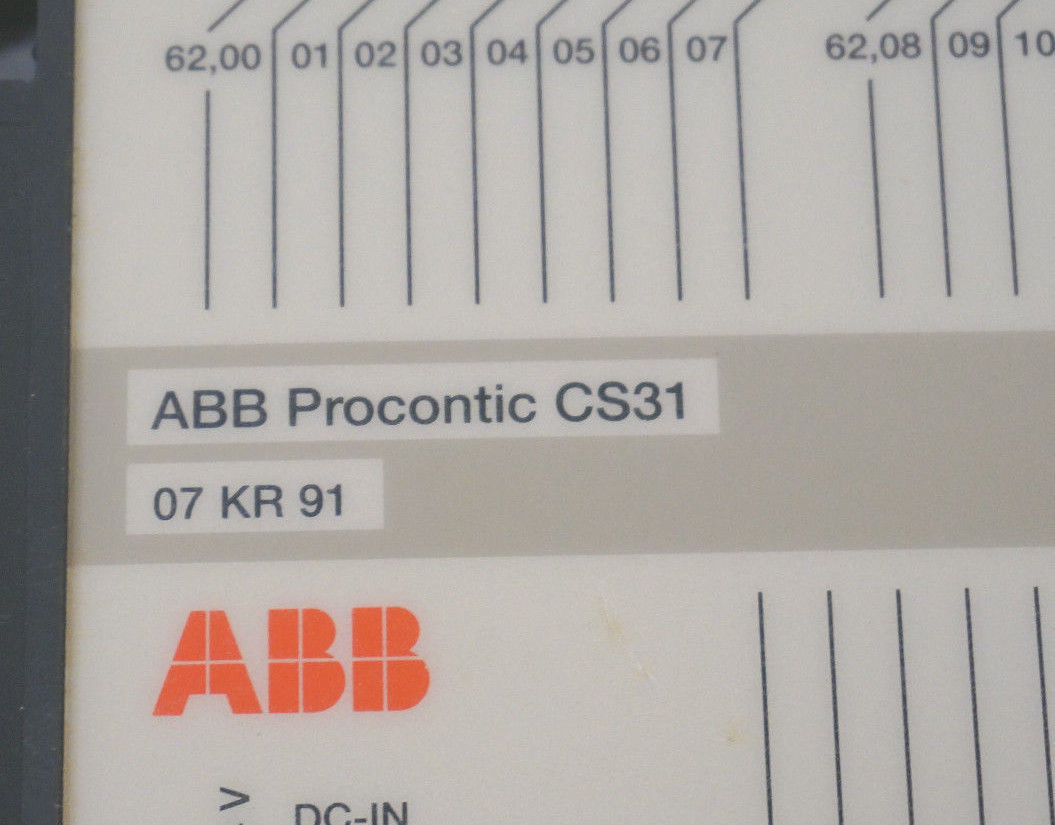 62,00 01 02 03 04 05 06 07 62,08 09 10
ABB Procontic CS31
07 KR 91
ABB
DC-IN